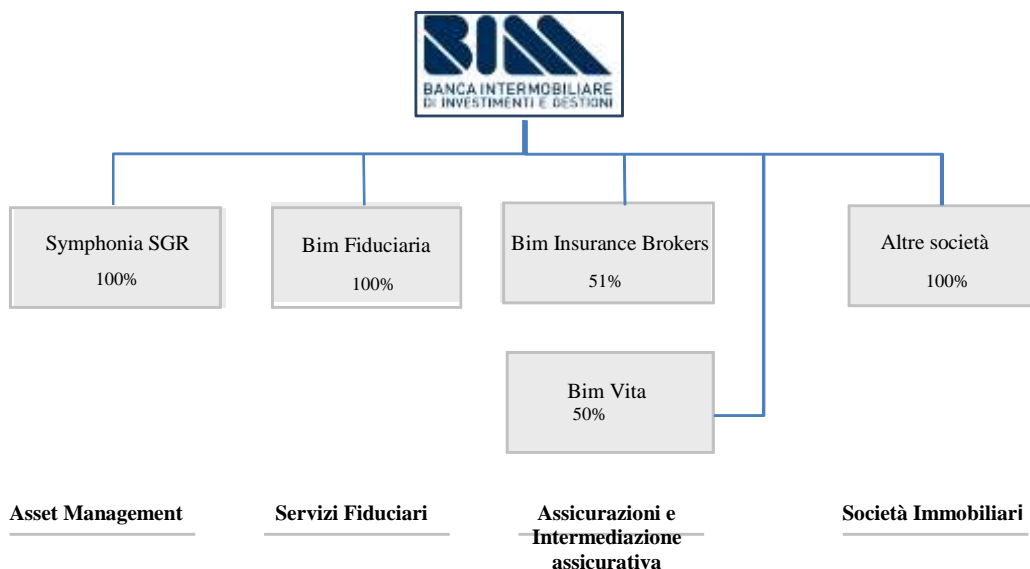 BIM
BANCA INTERMOBILIARE
DI INVESTIMENTI E GESTIONI
Symphonia SGR
100%
Bim Fiduciaria
100%
Bim Insurance Brokers
51%
Altre società
100%
Bim Vita
50%
Asset Management
Servizi Fiduciari
Assicurazioni e
Intermediazione
assicurativa
Società Immobiliari